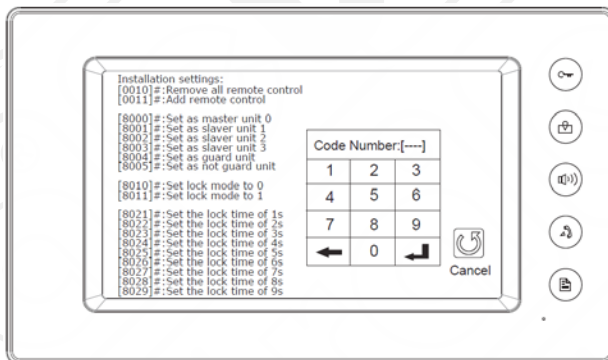 Installation settings:
[0010]#:Remove all remote control
[0011]#:Add remote control
[8000]#:Set as master unit 0
[8001]#:Set as slaver unit 1
[8002]#:Set as slaver unit 2
[8003]#:Set as slaver unit 3
[8004]#:Set as guard unit
[8005]#:Set as not guard unit
[8010]#:Set lock mode to 0
[8011]#:Set lock mode to 1
[8021]#:Set the lock time of 1s
[8022]#:Set the lock time of 2s
[8023]#:Set the lock time of 3s
[8024]#:Set the lock time of 4s
[8025]#:Set the lock time of 5s
[8026]#:Set the lock time of 6s
[8027]#:Set the lock time of 7s
[8028]#:Set the lock time of 8s
[8029]#:Set the lock time of 9s
Code Number:[----]
1 2 3
4 5 6
7 8 9
0
Cancel